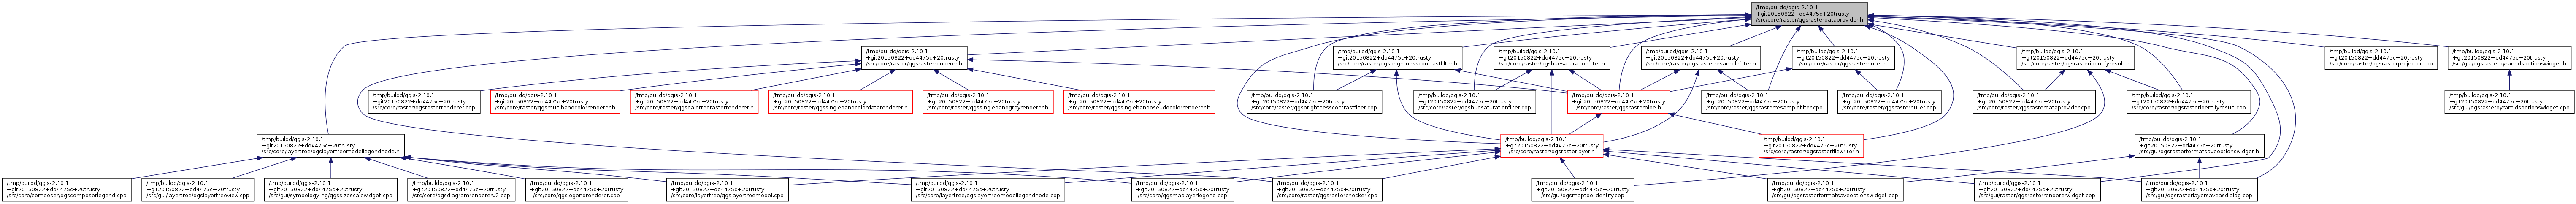 /tmp/buildd/qgis-2.10.1
+git20150822+dd4475c+20trusty
/src/core/raster/qgsrasterdataprovider.h
/tmp/buildd/qgis-2.10.1
+git20150822+dd4475c+20trusty
/src/core/raster/qgsrasterrenderer.h
/tmp/buildd/qgis-2.10.1
+git20150822+dd4475c+20trusty
/src/core/raster/qgsbrightnesscontrastfilter.h
/tmp/buildd/qgis-2.10.1
+git20150822+dd4475c+20trusty
/src/core/raster/qgshuesaturationfilter.h
/tmp/buildd/qgis-2.10.1
+git20150822+dd4475c+20trusty
/src/core/raster/qgsrasterresamplefilter.h
/tmp/buildd/qgis-2.10.1
+git20150822+dd4475c+20trusty
/src/core/raster/qgsrasternuller.h
/tmp/buildd/qgis-2.10.1
+git20150822+dd4475c+20trusty
/src/core/raster/qgsrasteridentifyresult.h
/tmp/buildd/qgis-2.10.1
+git20150822+dd4475c+20trusty
/src/core/raster/qgsrasterprojector.cpp
/tmp/buildd/qgis-2.10.1
+git20150822+dd4475c+20trusty
/src/gui/qgsrasterpyramidsoptionswidget.h
/tmp/buildd/qgis-2.10.1
+git20150822+dd4475c+20trusty
/src/core/raster/qgsrasterrenderer.cpp
/tmp/buildd/qgis-2.10.1
+git20150822+dd4475c+20trusty
/src/core/raster/qgsmultibandcolorrenderer.h
/tmp/buildd/qgis-2.10.1
+git20150822+dd4475c+20trusty
/src/core/raster/qgspalettedrasterrenderer.h
/tmp/buildd/qgis-2.10.1
+git20150822+dd4475c+20trusty
/src/core/raster/qgssinglebandcolordatarenderer.h
/tmp/buildd/qgis-2.10.1
+git20150822+dd4475c+20trusty
/src/core/raster/qgssinglebandgrayrenderer.h
/tmp/buildd/qgis-2.10.1
+git20150822+dd4475c+20trusty
/src/core/raster/qgssinglebandpseudocolorrenderer.h
/tmp/buildd/qgis-2.10.1
+git20150822+dd4475c+20trusty
/src/core/raster/qgsbrightnesscontrastfilter.cpp
/tmp/buildd/qgis-2.10.1
+git20150822+dd4475c+20trusty
/src/core/raster/qgshuesaturationfilter.cpp
/tmp/buildd/qgis-2.10.1
+git20150822+dd4475c+20trusty
/src/core/raster/qgsrasterpipe.h
/tmp/buildd/qgis-2.10.1
+git20150822+dd4475c+20trusty
/src/core/raster/qgsrasterresamplefilter.cpp
/tmp/buildd/qgis-2.10.1
+git20150822+dd4475c+20trusty
/src/core/raster/qgsrasternuller.cpp
/tmp/buildd/qgis-2.10.1
+git20150822+dd4475c+20trusty
/src/core/raster/qgsrasterdataprovider.cpp
/tmp/buildd/qgis-2.10.1
+git20150822+dd4475c+20trusty
/src/core/raster/qgsrasteridentifyresult.cpp
/tmp/buildd/qgis-2.10.1
+git20150822+dd4475c+20trusty
/src/gui/qgsrasterpyramidsoptionswidget.cpp
/tmp/buildd/qgis-2.10.1
+git20150822+dd4475c+20trusty
/src/core/layertree/qgslayertreemodellegendnode.h
/tmp/buildd/qgis-2.10.1
+git20150822+dd4475c+20trusty
/src/core/raster/qgsrasterlayer.h
/tmp/buildd/qgis-2.10.1
+git20150822+dd4475c+20trusty
/src/core/raster/qgsrasterfilewriter.h
/tmp/buildd/qgis-2.10.1
+git20150822+dd4475c+20trusty
/src/gui/qgsrasterformatsaveoptionswidget.h
/tmp/buildd/qgis-2.10.1
+git20150822+dd4475c+20trusty
/src/core/composer/qgscomposerlegend.cpp
/tmp/buildd/qgis-2.10.1
+git20150822+dd4475c+20trusty
/src/gui/layertree/qgslayertreeview.cpp
/tmp/buildd/qgis-2.10.1
+git20150822+dd4475c+20trusty
/src/gui/symbology-ng/qgssizescalewidget.cpp
/tmp/buildd/qgis-2.10.1
+git20150822+dd4475c+20trusty
/src/core/qgsdiagramrendererv2.cpp
/tmp/buildd/qgis-2.10.1
+git20150822+dd4475c+20trusty
/src/core/qgslegendrenderer.cpp
/tmp/buildd/qgis-2.10.1
+git20150822+dd4475c+20trusty
/src/core/layertree/qgslayertreemodel.cpp
/tmp/buildd/qgis-2.10.1
+git20150822+dd4475c+20trusty
/src/core/layertree/qgslayertreemodellegendnode.cpp
/tmp/buildd/qgis-2.10.1
+git20150822+dd4475c+20trusty
/src/core/qgsmaplayerlegend.cpp
/tmp/buildd/qgis-2.10.1
+git20150822+dd4475c+20trusty
/src/core/raster/qgsrasterchecker.cpp
/tmp/buildd/qgis-2.10.1
+git20150822+dd4475c+20trusty
/src/gui/qgsmaptoolidentify.cpp
/tmp/buildd/qgis-2.10.1
+git20150822+dd4475c+20trusty
/src/gui/qgsrasterformatsaveoptionswidget.cpp
/tmp/buildd/qgis-2.10.1
+git20150822+dd4475c+20trusty
/src/gui/raster/qgsrasterrendererwidget.cpp
/tmp/buildd/qgis-2.10.1
+git20150822+dd4475c+20trusty
/src/gui/qgsrasterlayersaveasdialog.cpp